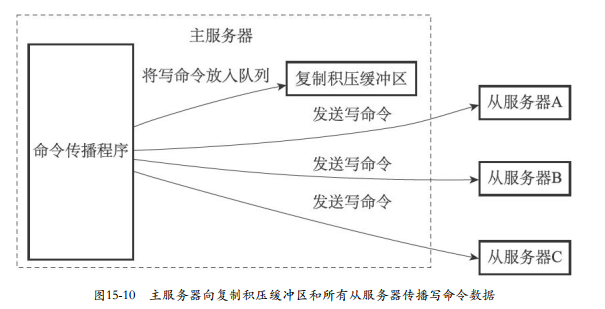 主服务器
将写命令放入队列
复制积压缓冲区
发送写命令
从服务器A
命令传播程序
发送写命令
从服务器B
发送写命令
从服务器C
图15-10 主服务器向复制积压缓冲区和所有从服务器传播写命令数据